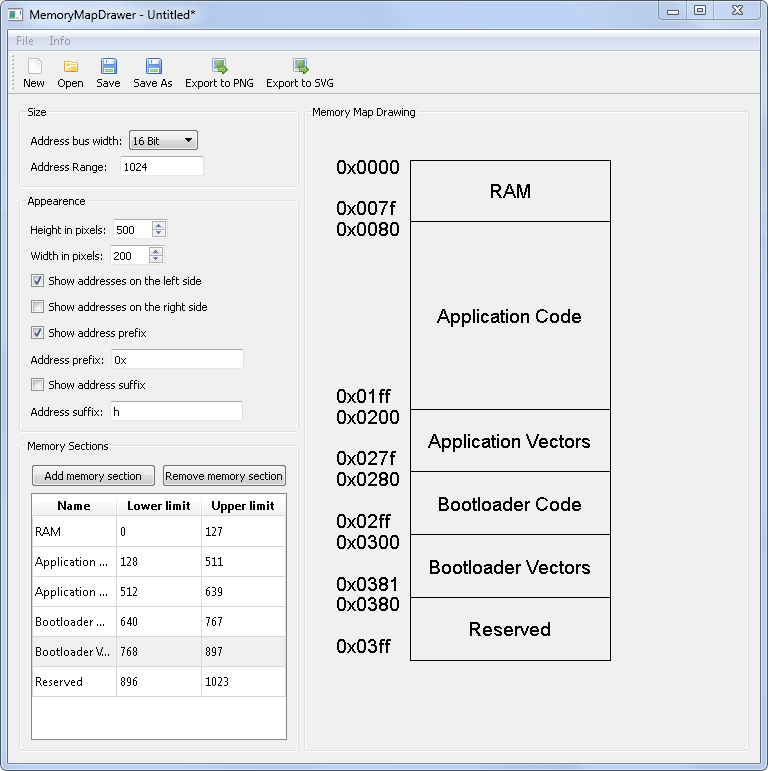 MemoryMapDrawer - Untitled*
File Info
New Open Save Save As Export to PNG Export to SVG
Size
Address bus width: 16 Bit
Address Range: 1024
Appearence
Height in pixels: 500
Width in pixels: 200
Show addresses on the left side
Show addresses on the right side
Show address prefix
Address prefix: 0x
Show address suffix
Address suffix: h
Memory Sections
Add memory section Remove memory section
Name Lower limit Upper limit
RAM 0 127
Application ... 128 511
Application ... 512 639
Bootloader ... 640 767
Bootloader V... 768 897
Reserved 896 1023
Memory Map Drawing
0x0000
RAM
0x007f
0x0080
Application Code
0x01ff
0x0200
Application Vectors
0x027f
0x0280
Bootloader Code
0x02ff
0x0300
Bootloader Vectors
0x0381
0x0380
Reserved
0x03ff